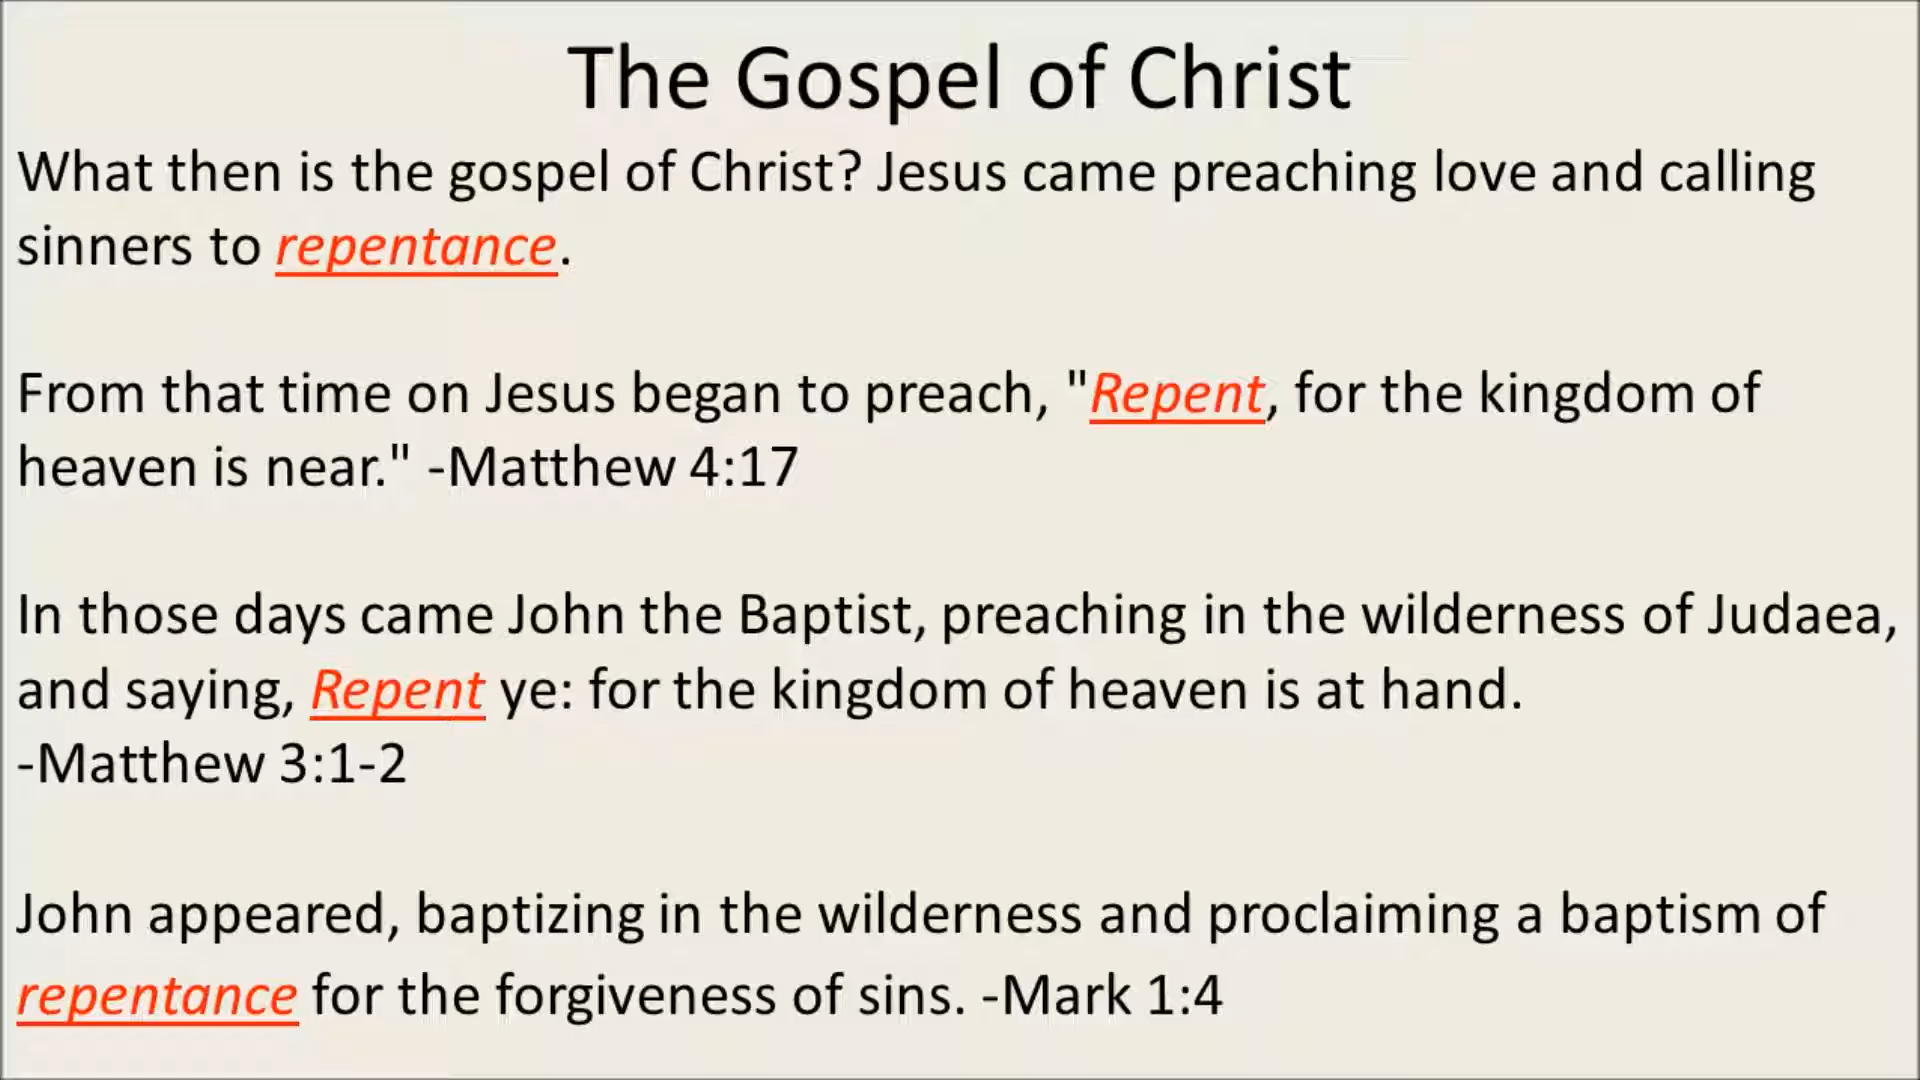 The Gospel of Christ
What then is the gospel of Christ? Jesus came preaching love and calling
sinners to repentance.
From that time on Jesus began to preach, "Repent, for the kingdom of
heaven is near." -Matthew 4:17
In those days came John the Baptist, preaching in the wilderness of Judaea,
and saying, Repent ye: for the kingdom of heaven is at hand.
-Matthew 3:1-2
John appeared, baptizing in the wilderness and proclaiming a baptism of
repentance for the forgiveness of sins. -Mark 1:4